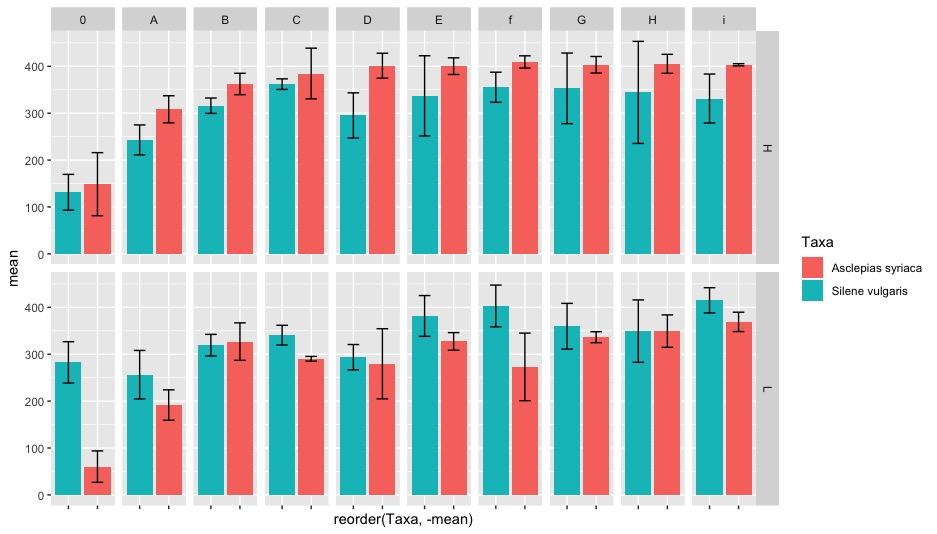 0 A B C D E f G H i
400
300
200
100
0
H
400
300
200
100
0
L
mean
reorder(Taxa, -mean)
Taxa
Asclepias syriaca
Silene vulgaris